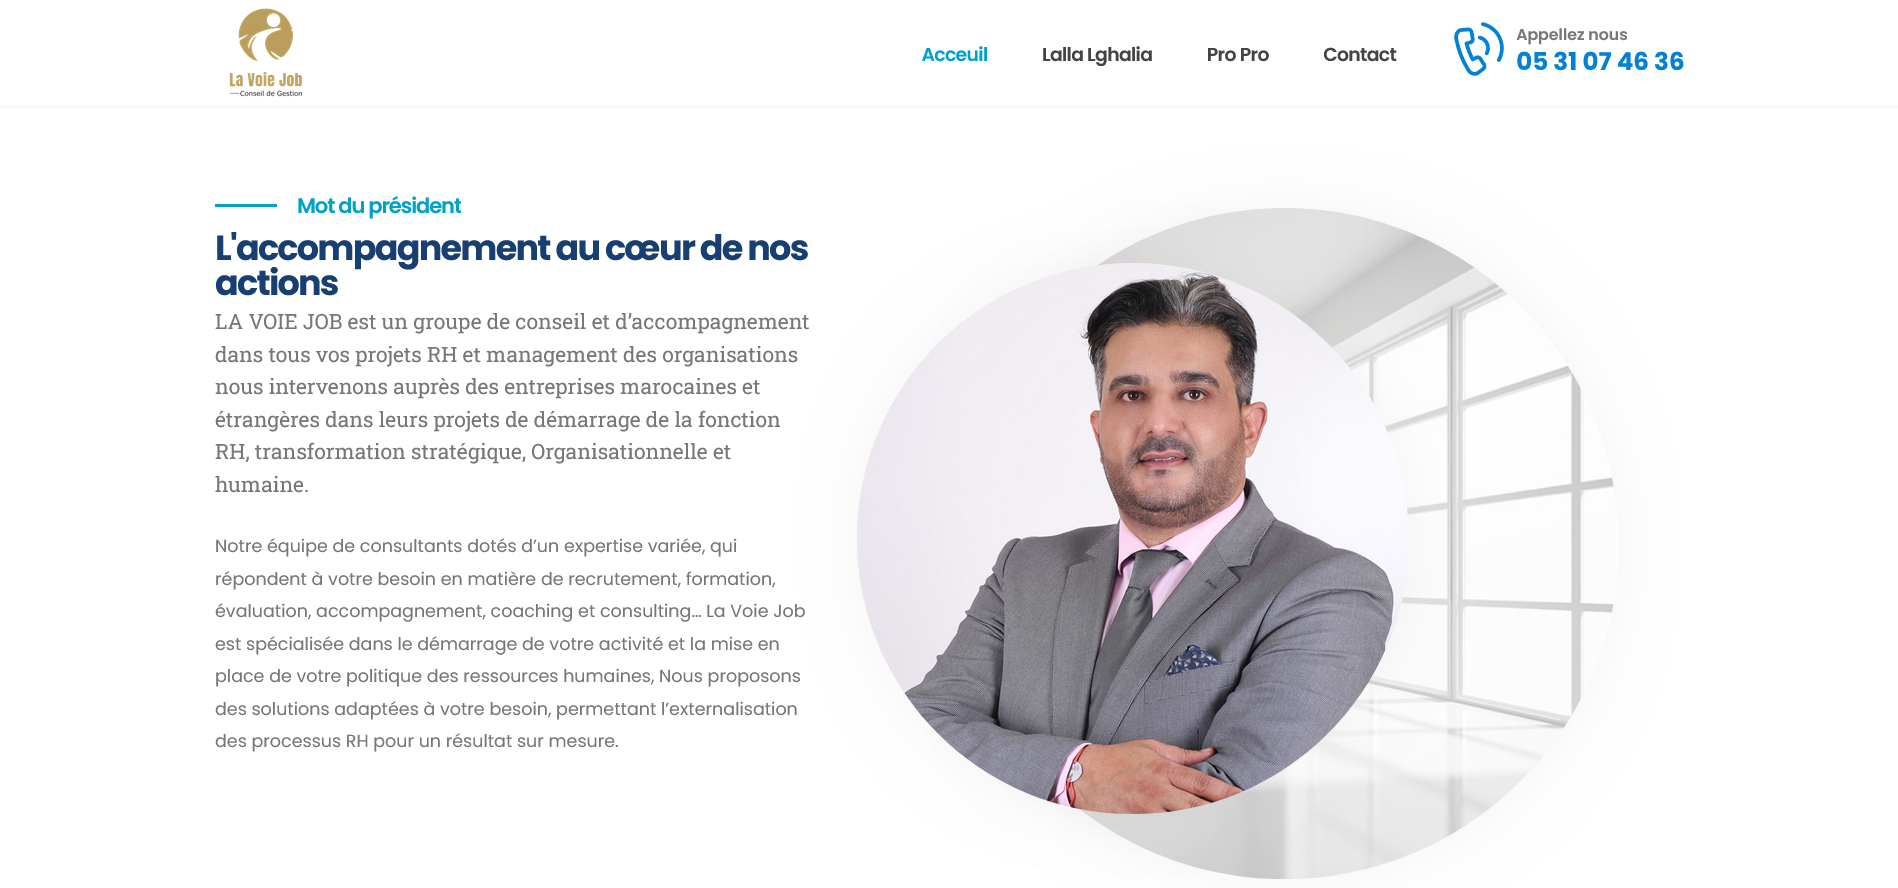 La Voie Job
Conseil de Gestion
Acceuil
Lalla Lghalia
Pro Pro
Contact
Appellez nous
05 31 07 46 36
Mot du président
L'accompagnement au cœur de nos
actions
LA VOIE JOB est un groupe de conseil et d’accompagnement
dans tous vos projets RH et management des organisations
nous intervenons auprès des entreprises marocaines et
étrangères dans leurs projets de démarrage de la fonction
RH, transformation stratégique, Organisationnelle et
humaine.
Notre équipe de consultants dotés d’un expertise variée, qui
répondent à votre besoin en matière de recrutement, formation,
évaluation, accompagnement, coaching et consulting… La Voie Job
est spécialisée dans le démarrage de votre activité et la mise en
place de votre politique des ressources humaines, Nous proposons
des solutions adaptées à votre besoin, permettant l’externalisation
des processus RH pour un résultat sur mesure.